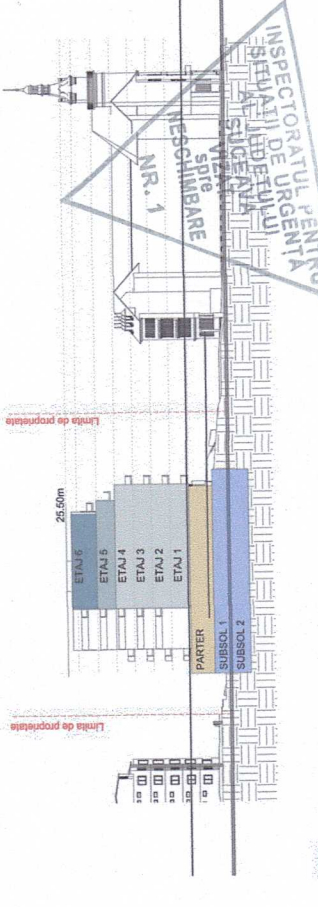 Limita de proprietate
25.50m
ETAJ 6
ETAJ 5
ETAJ 4
ETAJ 3
ETAJ 2
ETAJ 1
PARTER
SUBSOL 1
SUBSOL 2
Limita de proprietate
INSPECTORATUL PENTRU
SITUAȚII DE URGENȚĂ
AL JUDEȚULUI
SUCEAVA
VIZAT
spre
NESCHIMBARE
NR. 1